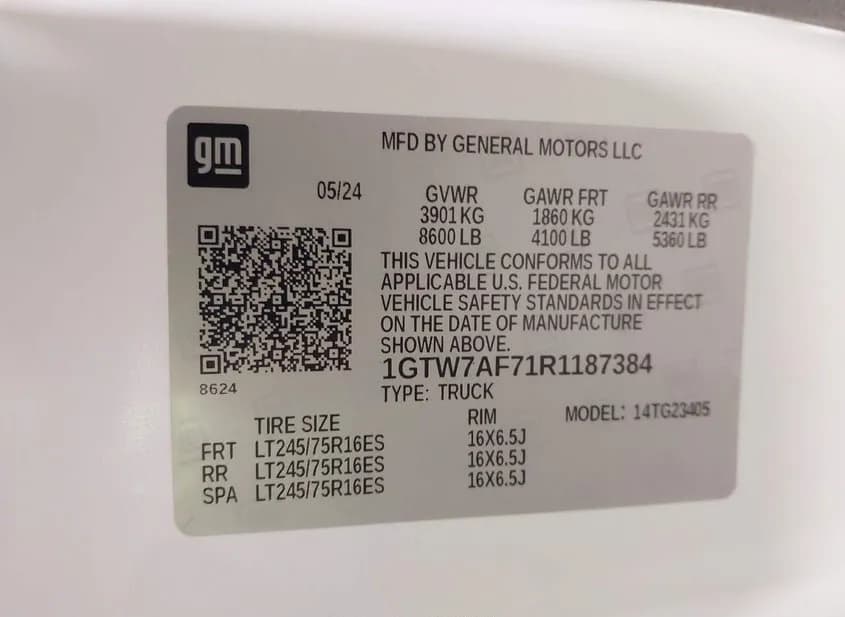 gm
MFD BY GENERAL MOTORS LLC
05/24 GVWR GAWR FRT GAWR RR
3901 KG 1860 KG 2431 KG
8600 LB 4100 LB 5360 LB
THIS VEHICLE CONFORMS TO ALL
APPLICABLE U.S. FEDERAL MOTOR
VEHICLE SAFETY STANDARDS IN EFFECT
ON THE DATE OF MANUFACTURE
SHOWN ABOVE.
1GTW7AF71R1187384
8624
TYPE: TRUCK
MODEL: 14TG23405
TIRE SIZE RIM
FRT LT245/75R16ES 16X6.5J
RR LT245/75R16ES 16X6.5J
SPA LT245/75R16ES 16X6.5J